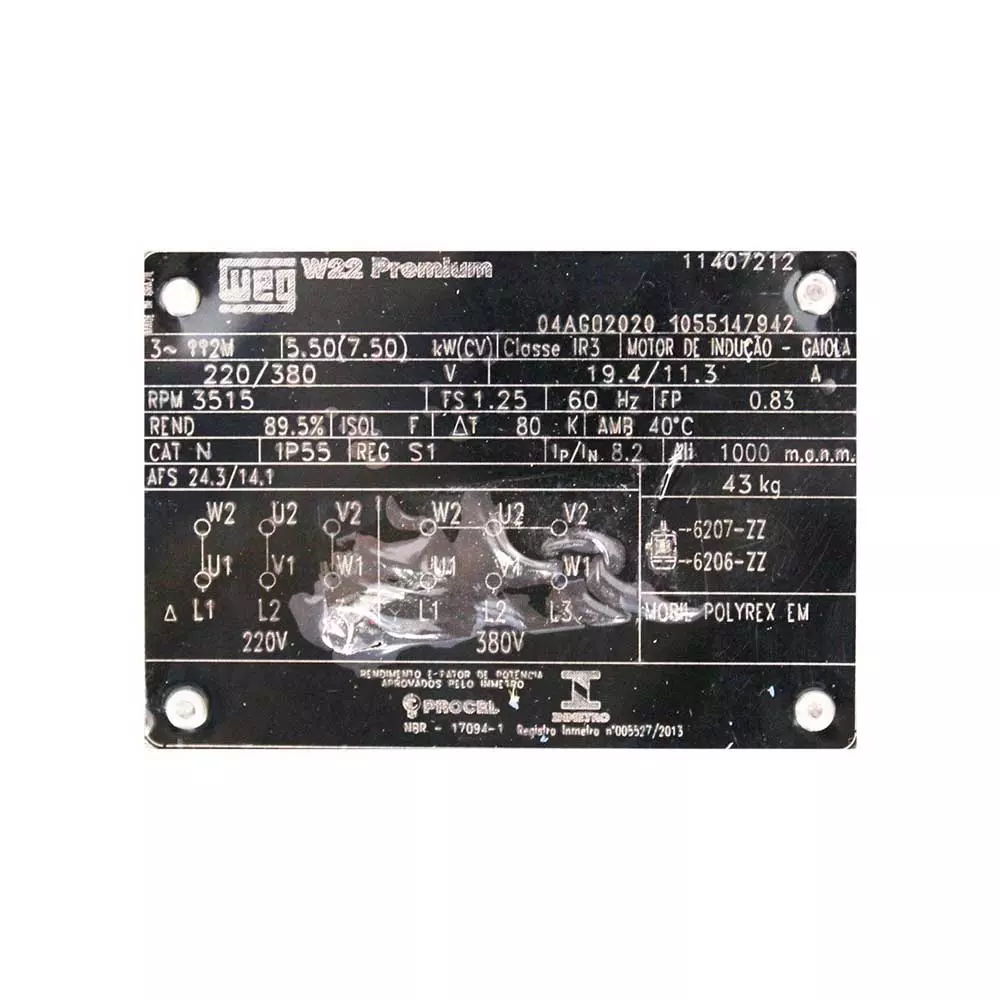 WEG W22 Premium 11407212
04AGO2020 1055147942
3~ 112M 5.50(7.50) kW(CV) Classe IR3 MOTOR DE INDUÇÃO - GAIOLA
220/380 V 19.4/11.3 A
RPM 3515 FS 1.25 60 Hz FP 0.83
REND 89.5% ISOL F ΔT 80 K AMB 40°C
CAT N IP55 REG S1 IP/IN 8.2 Alt 1000 m.a.n.m.
AFS 24.3/14.1 43 kg
W2 U2 V2 W2 U2 V2
6207-ZZ
6206-ZZ
U1 V1 W1 U1 V1 W1
Δ L1 L2 L3 L1 L2 L3 MOBIL POLYREX EM
220V 380V
RENDIMENTO E FATOR DE POTÊNCIA
APROVADOS PELO INMETRO
PROCEL INMETRO
NBR. - 17094-1 Registro Inmetro n°005527/2013